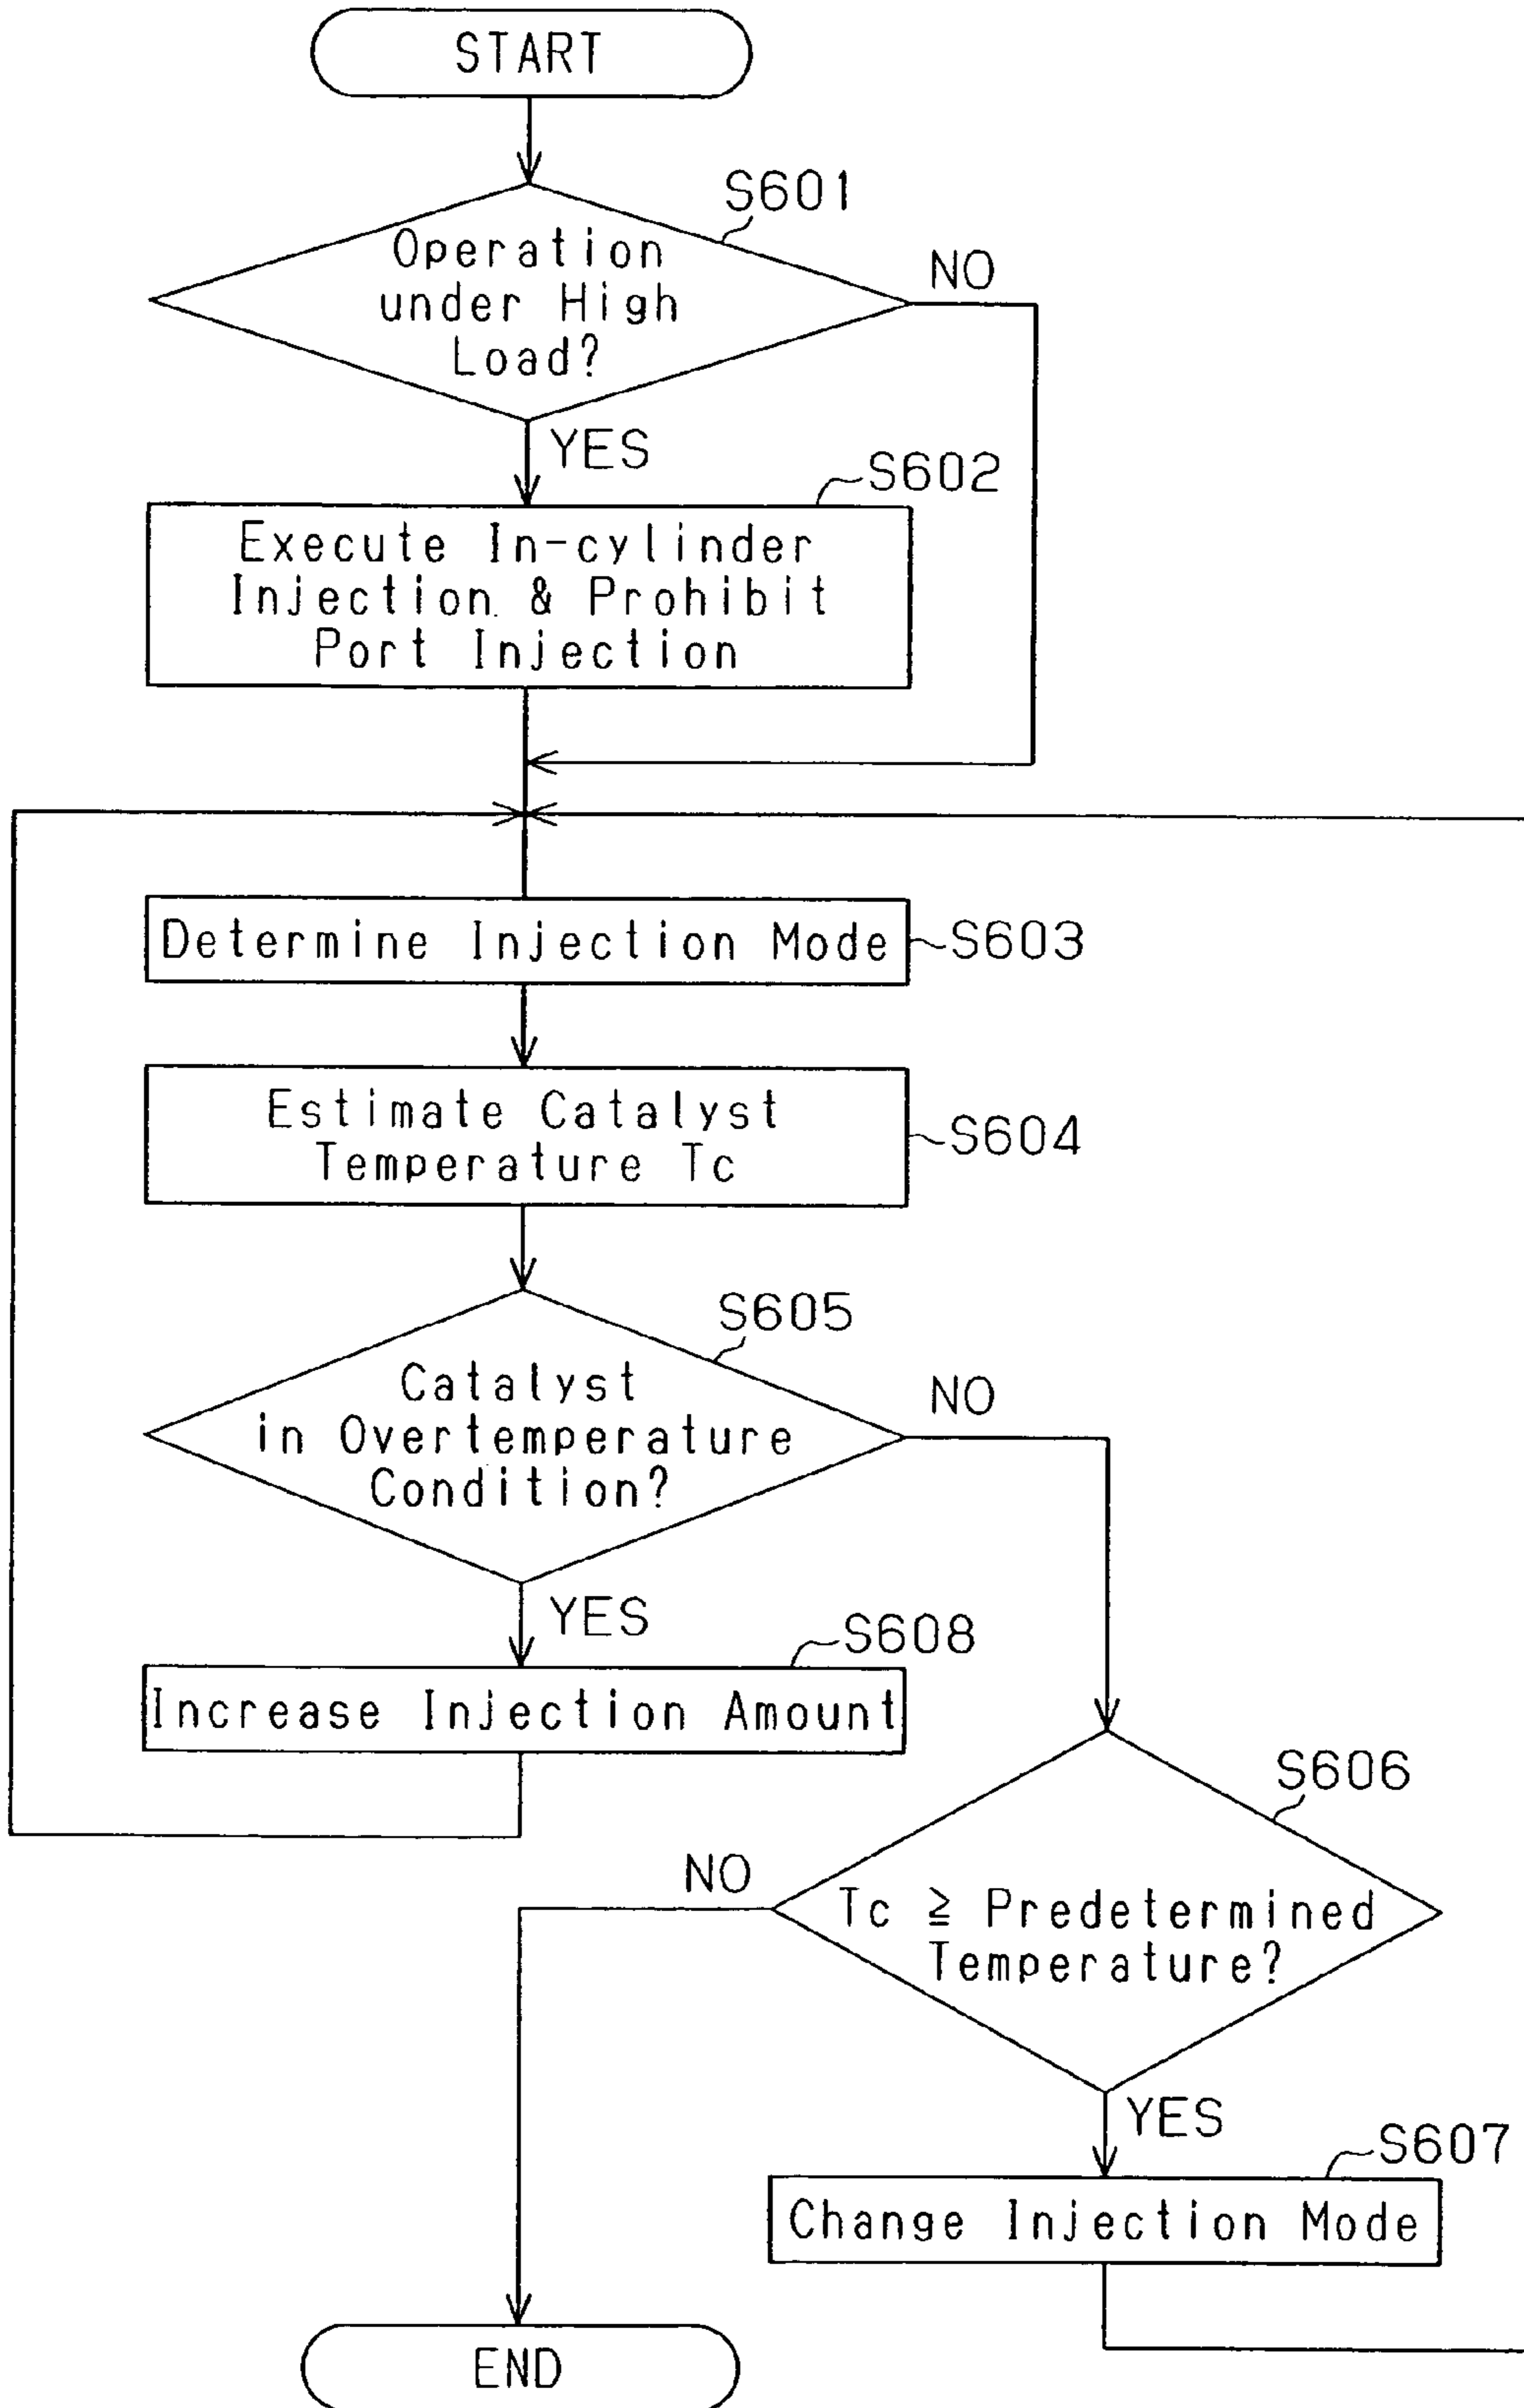 START
S601
Operation
under High
Load?
NO
YES
S602
Execute In-cylinder
Injection & Prohibit
Port Injection
Determine Injection Mode
S603
Estimate Catalyst
Temperature Tc
S604
S605
Catalyst
in Overtemperature
Condition?
NO
YES
S608
Increase Injection Amount
S606
NO
Tc ≧ Predetermined
Temperature?
YES
S607
Change Injection Mode
END